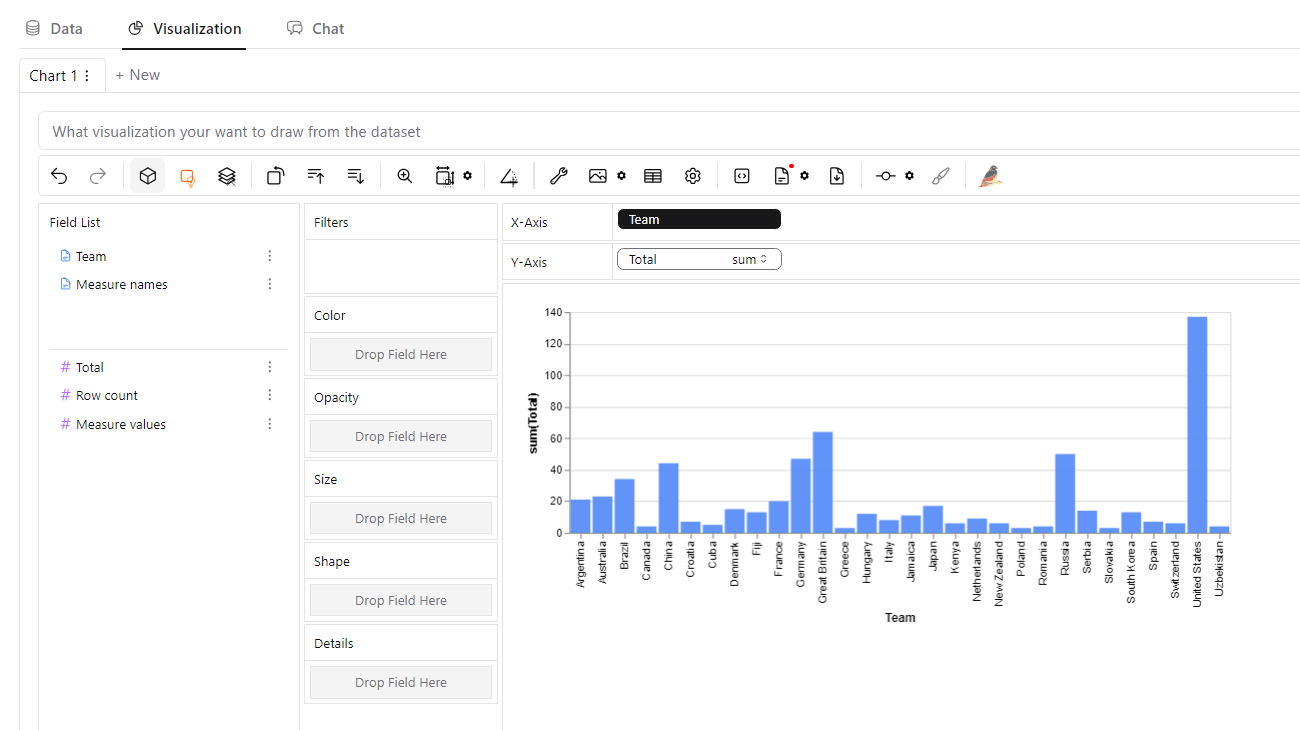 Data Visualization Chat
Chart 1 + New
What visualization your want to draw from the dataset
Field List
Team
Measure names
# Total
# Row count
# Measure values
Filters
Color
Drop Field Here
Opacity
Drop Field Here
Size
Drop Field Here
Shape
Drop Field Here
Details
Drop Field Here
X-Axis
Team
Y-Axis
Total sum
sum(Total)
140
120
100
80
60
40
20
0
Argentina
Australia
Brazil
Canada
China
Croatia
Cuba
Denmark
Fiji
France
Germany
Great Britain
Greece
Hungary
Italy
Jamaica
Japan
Kenya
Netherlands
New Zealand
Poland
Romania
Russia
Serbia
Slovakia
South Korea
Spain
Switzerland
United States
Uzbekistan
Team